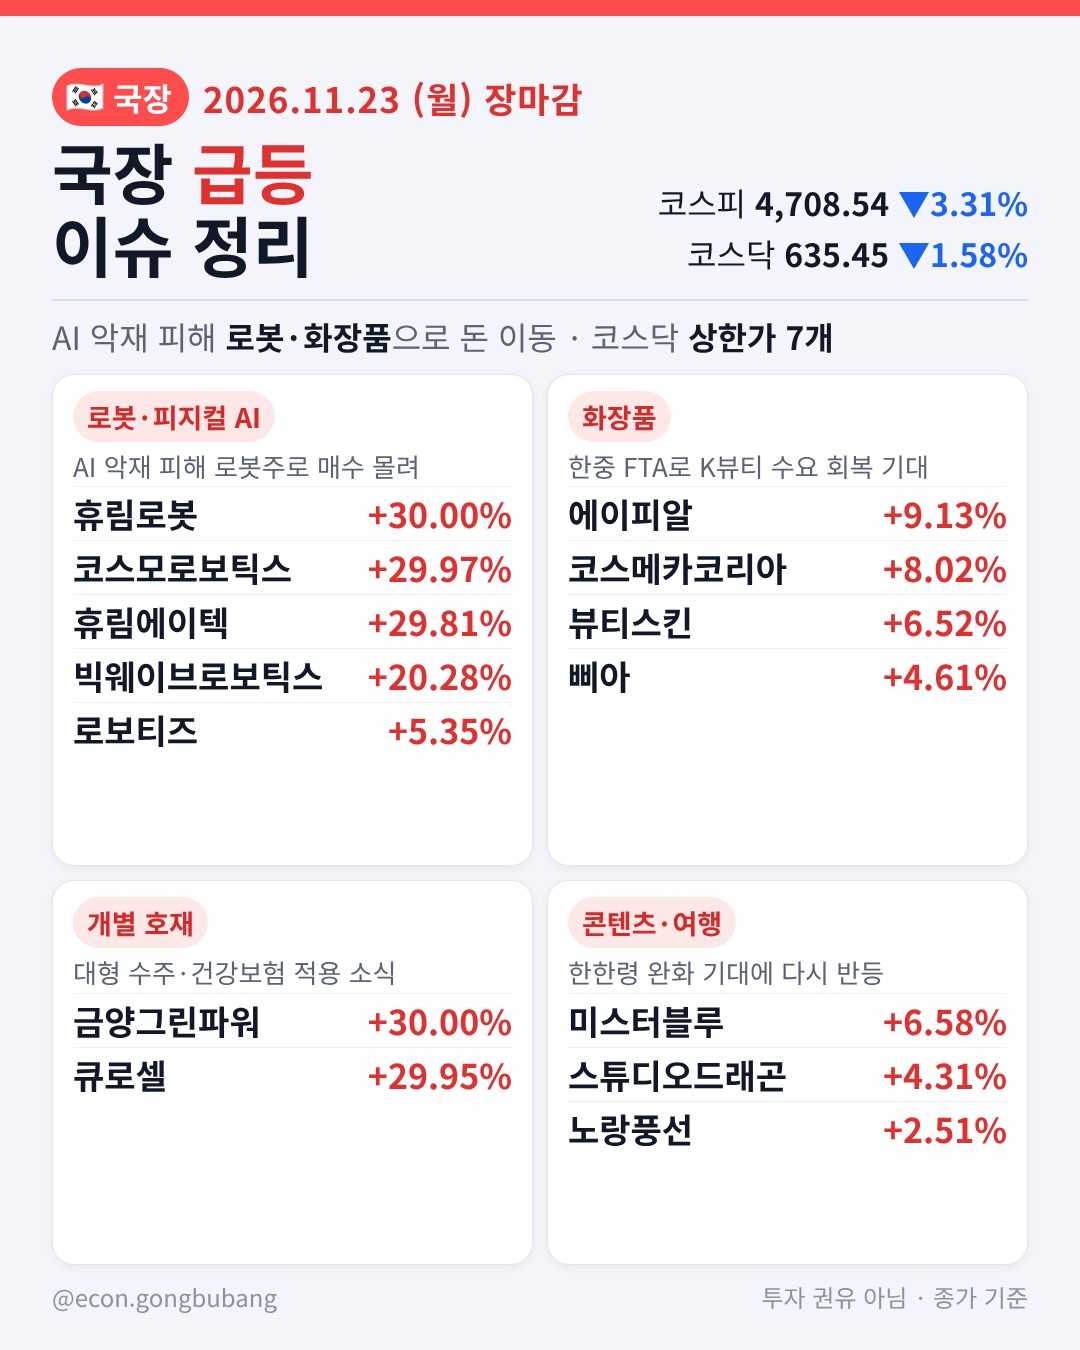 🇰🇷 국장 2026.11.23 (월) 장마감
국장 급등
이슈 정리
코스피 4,708.54 ▼3.31%
코스닥 635.45 ▼1.58%
AI 악재 피해 로봇·화장품으로 돈 이동 · 코스닥 상한가 7개
로봇·피지컬 AI
AI 악재 피해 로봇주로 매수 몰려
휴림로봇 +30.00%
코스모로보틱스 +29.97%
휴림에이텍 +29.81%
빅웨이브로보틱스 +20.28%
로보티즈 +5.35%
화장품
한중 FTA로 K뷰티 수요 회복 기대
에이피알 +9.13%
코스메카코리아 +8.02%
뷰티스킨 +6.52%
삐아 +4.61%
개별 호재
대형 수주·건강보험 적용 소식
금양그린파워 +30.00%
큐로셀 +29.95%
콘텐츠·여행
한한령 완화 기대에 다시 반등
미스터블루 +6.58%
스튜디오드래곤 +4.31%
노랑풍선 +2.51%
@econ.gongbubang
투자 권유 아님 · 종가 기준